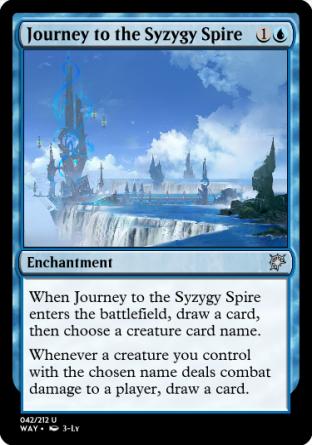 Journey to the Syzygy Spire 1
Enchantment
When Journey to the Syzygy Spire
enters the battlefield, draw a card,
then choose a creature card name.
Whenever a creature you control
with the chosen name deals combat
damage to a player, draw a card.
042/212 U
WAY • 3-Ly